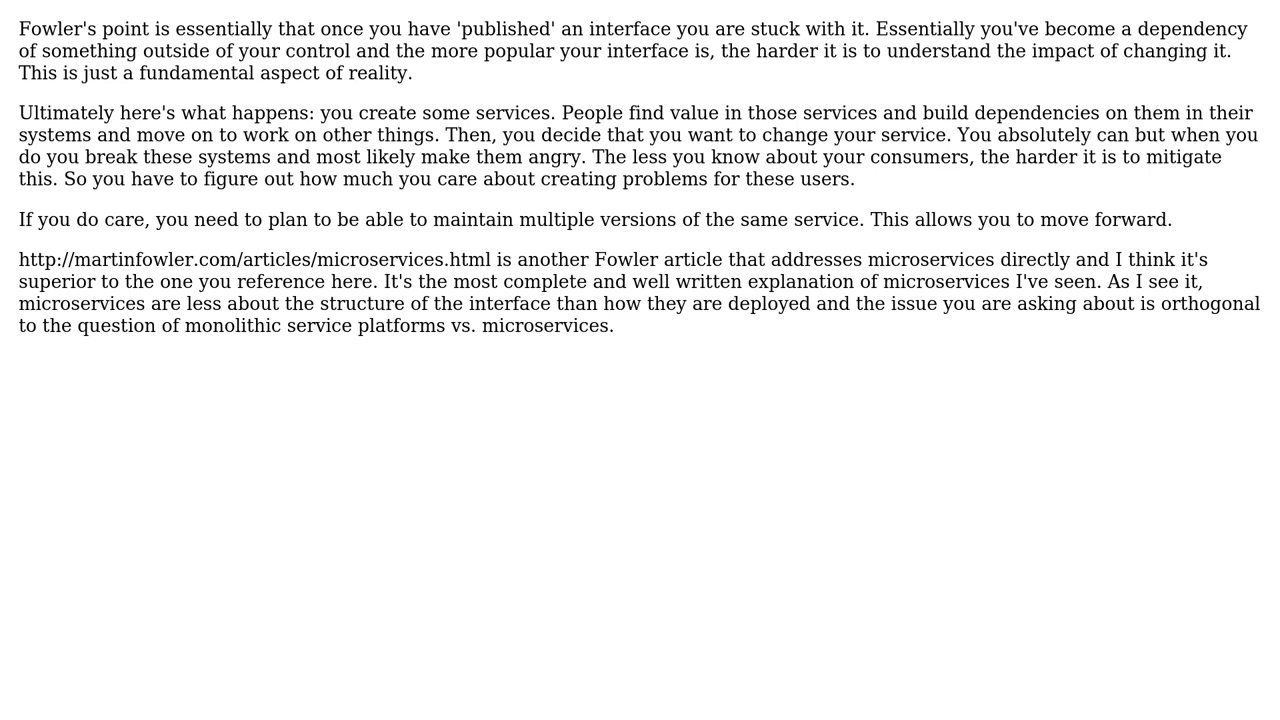 Fowler's point is essentially that once you have 'published' an interface you are stuck with it. Essentially you've become a dependency
of something outside of your control and the more popular your interface is, the harder it is to understand the impact of changing it.
This is just a fundamental aspect of reality.
Ultimately here's what happens: you create some services. People find value in those services and build dependencies on them in their
systems and move on to work on other things. Then, you decide that you want to change your service. You absolutely can but when you
do you break these systems and most likely make them angry. The less you know about your consumers, the harder it is to mitigate
this. So you have to figure out how much you care about creating problems for these users.
If you do care, you need to plan to be able to maintain multiple versions of the same service. This allows you to move forward.
http://martinfowler.com/articles/microservices.html is another Fowler article that addresses microservices directly and I think it's
superior to the one you reference here. It's the most complete and well written explanation of microservices I've seen. As I see it,
microservices are less about the structure of the interface than how they are deployed and the issue you are asking about is orthogonal
to the question of monolithic service platforms vs. microservices.